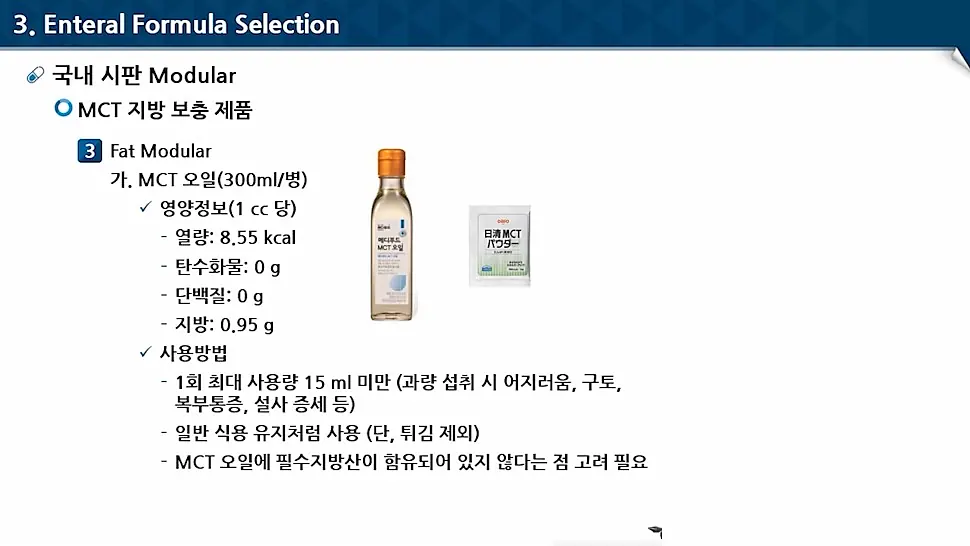 3. Enteral Formula Selection
국내 시판 Modular
MCT 지방 보충 제품
3 Fat Modular
가. MCT 오일(300ml/병)
✓ 영양정보(1 cc 당)
- 열량: 8.55 kcal
- 탄수화물: 0 g
- 단백질: 0 g
- 지방: 0.95 g
✓ 사용방법
- 1회 최대 사용량 15 ml 미만 (과량 섭취 시 어지러움, 구토,
복부통증, 설사 증세 등)
- 일반 식용 유지처럼 사용 (단, 튀김 제외)
- MCT 오일에 필수지방산이 함유되어 있지 않다는 점 고려 필요
메디푸드
MCT 오일
日清MCT
パウダー